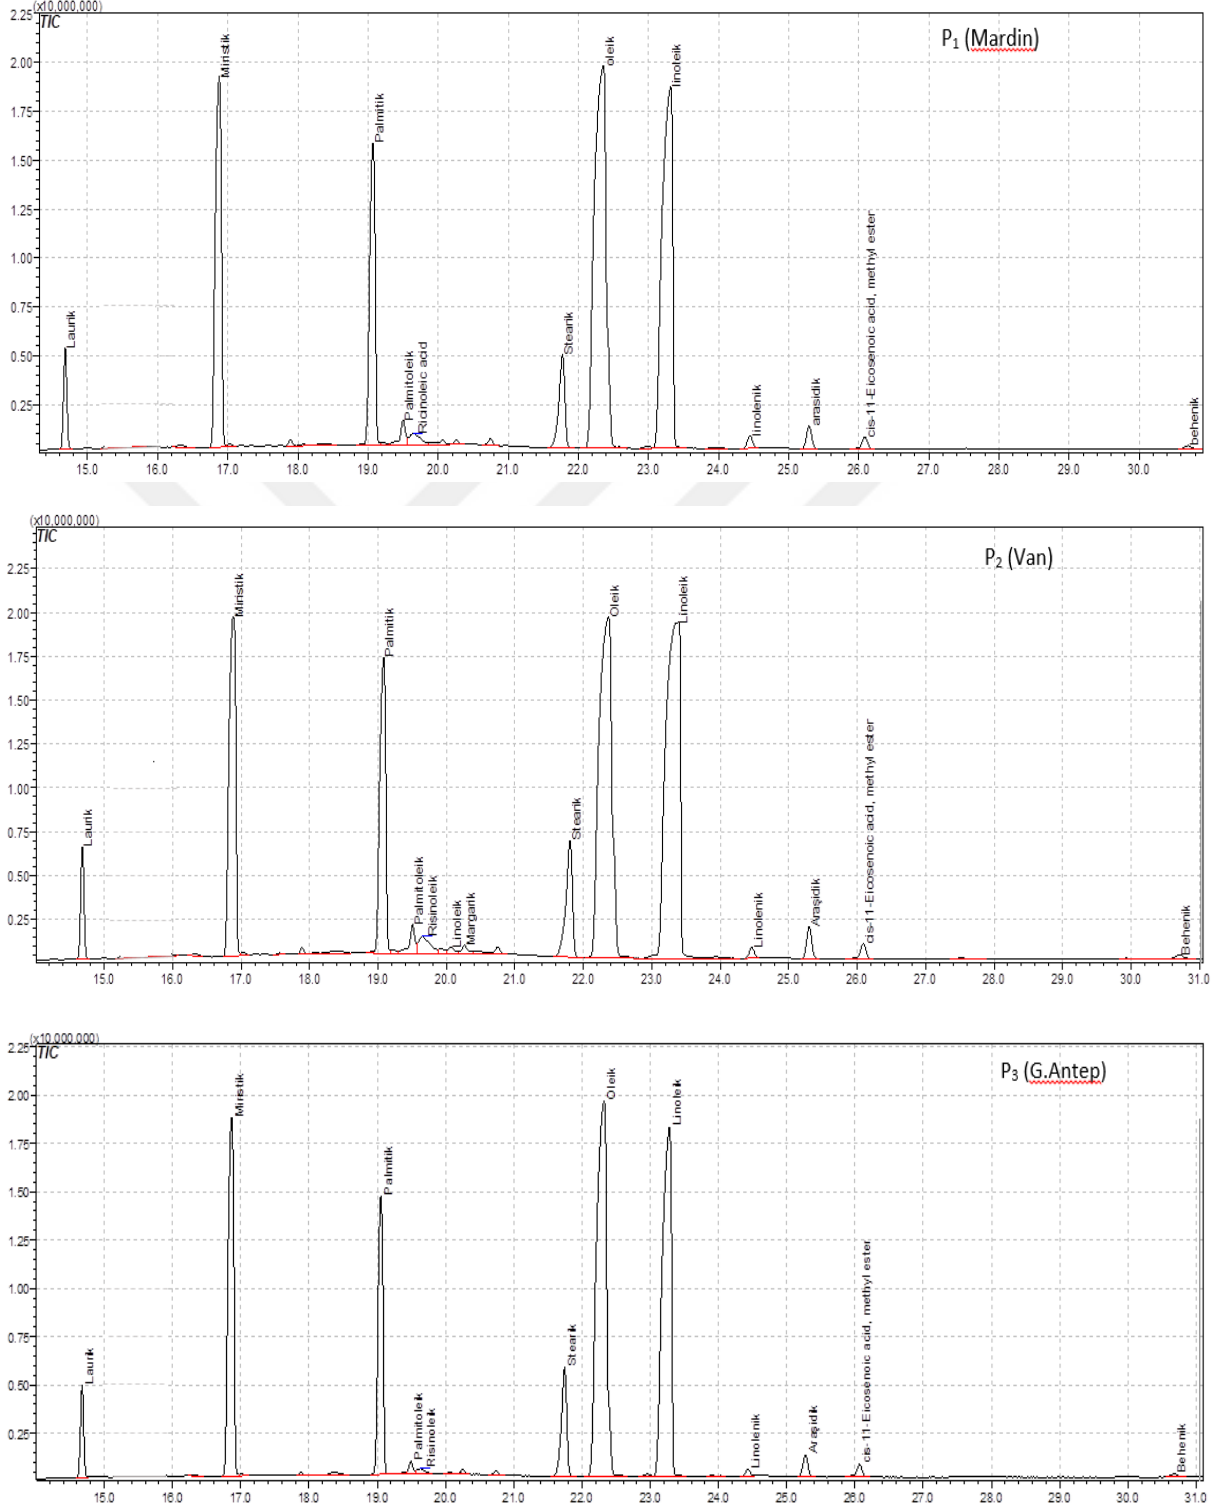 (x10,000,000)
TIC
P1 (Mardin)
2.25
2.00
1.75
1.50
1.25
1.00
0.75
0.50
0.25
Laurik
Miristik
Palmitik
Palmitoleik
Ricinoleic acid
Stearik
oleik
linoleik
linolenik
arasidik
cis-11-Eicosenoic acid, methyl ester
behenik
15.0 16.0 17.0 18.0 19.0 20.0 21.0 22.0 23.0 24.0 25.0 26.0 27.0 28.0 29.0 30.0
(x10,000,000)
TIC
P2 (Van)
2.25
2.00
1.75
1.50
1.25
1.00
0.75
0.50
0.25
Laurik
Miristik
Palmitik
Palmitoleik
Risinoleik
Linoleik
Margarik
Stearik
Oleik
Linoleik
Linolenik
Araşidik
cis-11-Eicosenoic acid, methyl ester
Behenik
15.0 16.0 17.0 18.0 19.0 20.0 21.0 22.0 23.0 24.0 25.0 26.0 27.0 28.0 29.0 30.0 31.0
(x10,000,000)
TIC
P3 (G.Antep)
2.25
2.00
1.75
1.50
1.25
1.00
0.75
0.50
0.25
Laurik
Miristik
Palmitik
Palmitoleik
Risinoleik
Stearik
Oleik
Linoleik
Linolenik
Araşidik
cis-11-Eicosenoic acid, methyl ester
Behenik
15.0 16.0 17.0 18.0 19.0 20.0 21.0 22.0 23.0 24.0 25.0 26.0 27.0 28.0 29.0 30.0 31.0